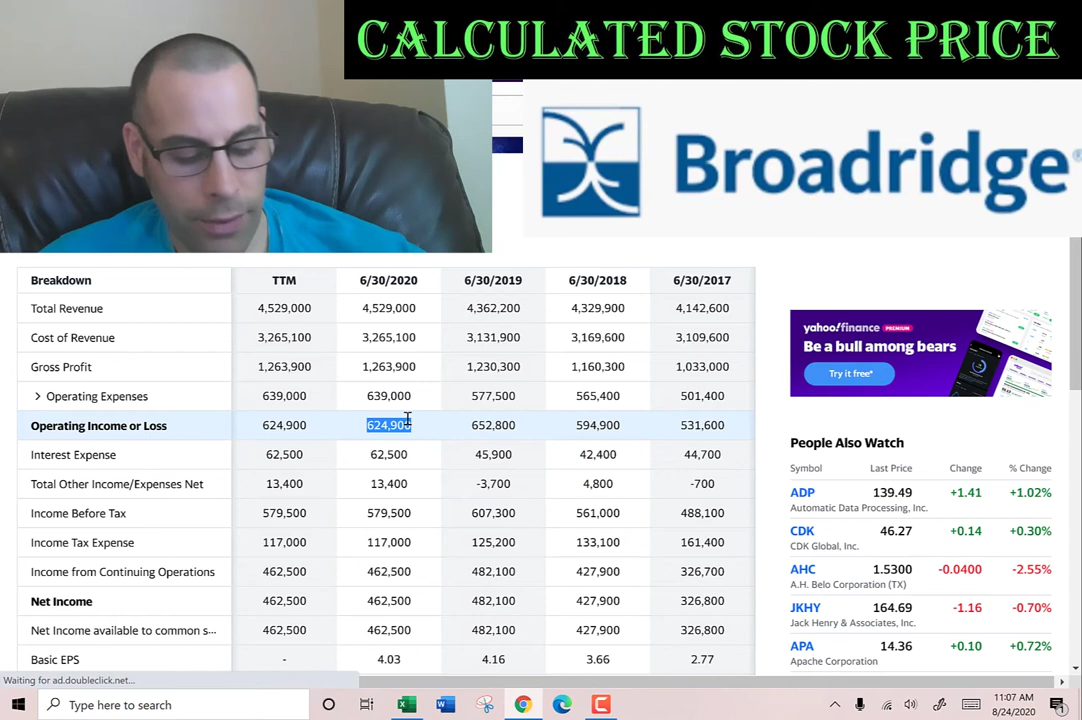 CALCULATED STOCK PRICE
Broadridge®
Breakdown TTM 6/30/2020 6/30/2019 6/30/2018 6/30/2017
Total Revenue 4,529,000 4,529,000 4,362,200 4,329,900 4,142,600
Cost of Revenue 3,265,100 3,265,100 3,131,900 3,169,600 3,109,600
Gross Profit 1,263,900 1,263,900 1,230,300 1,160,300 1,033,000
> Operating Expenses 639,000 639,000 577,500 565,400 501,400
Operating Income or Loss 624,900 624,900 652,800 594,900 531,600
Interest Expense 62,500 62,500 45,900 42,400 44,700
Total Other Income/Expenses Net 13,400 13,400 -3,700 4,800 -700
Income Before Tax 579,500 579,500 607,300 561,000 488,100
Income Tax Expense 117,000 117,000 125,200 133,100 161,400
Income from Continuing Operations 462,500 462,500 482,100 427,900 326,700
Net Income 462,500 462,500 482,100 427,900 326,800
Net Income available to common s... 462,500 462,500 482,100 427,900 326,800
Basic EPS - 4.03 4.16 3.66 2.77
yahoo!finance PREMIUM
Be a bull among bears
Try it free*
People Also Watch
Symbol Last Price Change % Change
ADP 139.49 +1.41 +1.02%
Automatic Data Processing, Inc.
CDK 46.27 +0.14 +0.30%
CDK Global, Inc.
AHC 1.5300 -0.0400 -2.55%
A.H. Belo Corporation (TX)
JKHY 164.69 -1.16 -0.70%
Jack Henry & Associates, Inc.
APA 14.36 +0.10 +0.72%
Apache Corporation
Waiting for ad.doubleclick.net...
Type here to search
11:07 AM
8/24/2020